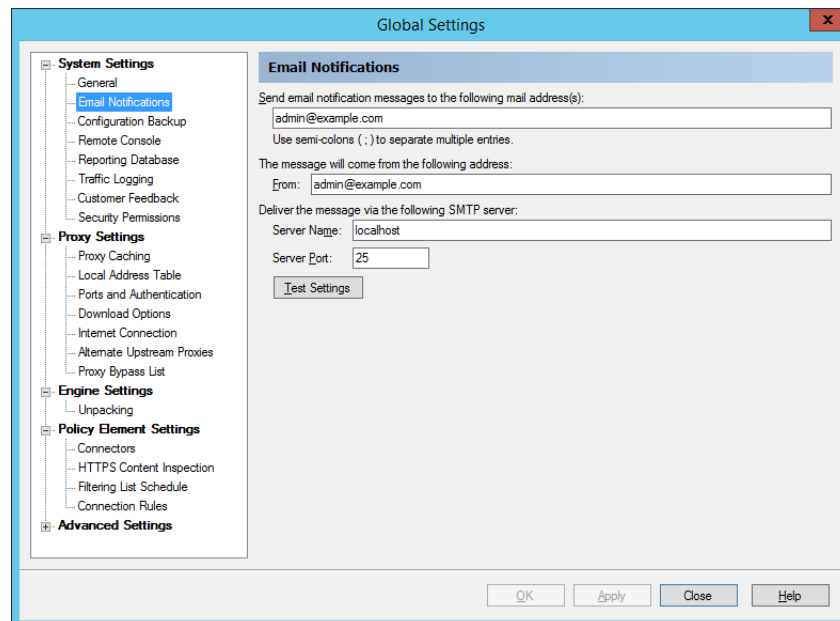 Global Settings
x
System Settings
General
Email Notifications
Configuration Backup
Remote Console
Reporting Database
Traffic Logging
Customer Feedback
Security Permissions
Proxy Settings
Proxy Caching
Local Address Table
Ports and Authentication
Download Options
Internet Connection
Alternate Upstream Proxies
Proxy Bypass List
Engine Settings
Unpacking
Policy Element Settings
Connectors
HTTPS Content Inspection
Filtering List Schedule
Connection Rules
Advanced Settings
Email Notifications
Send email notification messages to the following mail address(s):
admin@example.com
Use semi-colons ( ; ) to separate multiple entries.
The message will come from the following address:
From: admin@example.com
Deliver the message via the following SMTP server:
Server Name: localhost
Server Port: 25
Test Settings
OK Apply Close Help